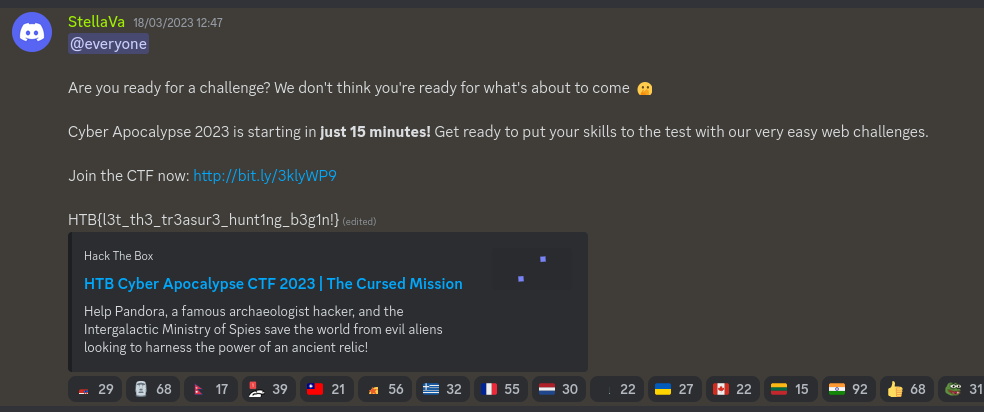 StellaVa 18/03/2023 12:47
@everyone
Are you ready for a challenge? We don't think you're ready for what's about to come 🫢
Cyber Apocalypse 2023 is starting in just 15 minutes! Get ready to put your skills to the test with our very easy web challenges.
Join the CTF now: http://bit.ly/3klyWP9
HTB{l3t_th3_tr3asur3_hunt1ng_b3g1n!} (edited)
Hack The Box
HTB Cyber Apocalypse CTF 2023 | The Cursed Mission
Help Pandora, a famous archaeologist hacker, and the
Intergalactic Ministry of Spies save the world from evil aliens
looking to harness the power of an ancient relic!
29 68 17 39 21 56 32 55 30 22 27 22 15 92 68 31